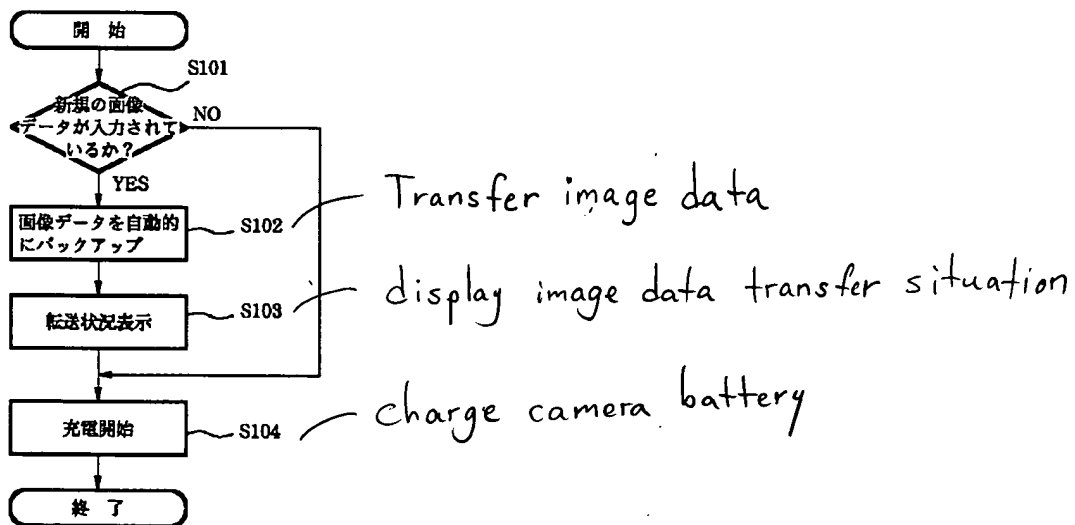 開 始
S101
新規の画像
データが入力されて
いるか?
NO
YES
画像データを自動的
にバックアップ
S102
Transfer image data
転送状況表示
S103
display image data transfer situation
充電開始
S104
charge camera battery
終 了